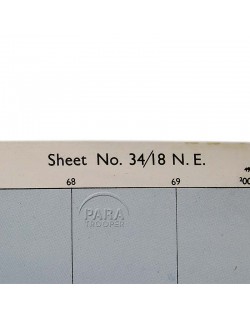 Sheet No. 34/18 N.E.
68 69
PARA
TROOPER